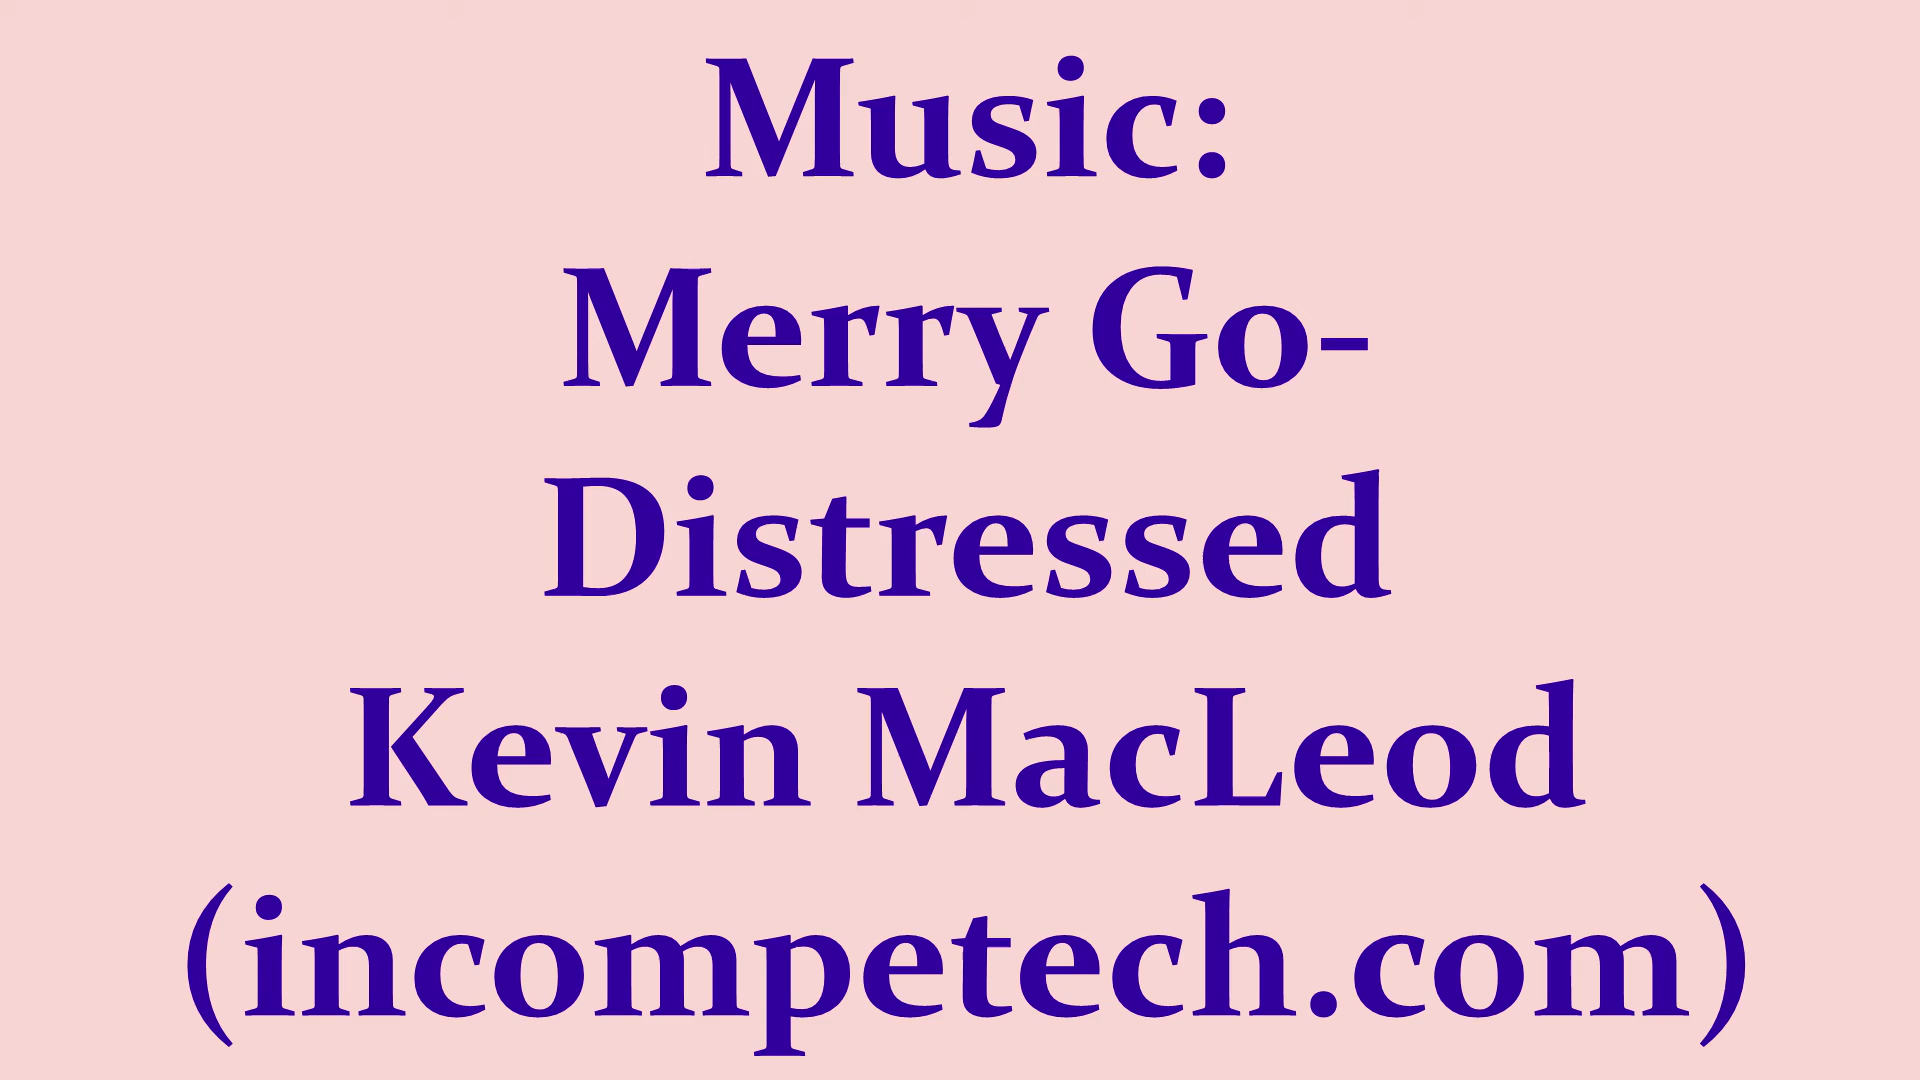 Music:
Merry Go-
Distressed
Kevin MacLeod
(incompetech.com)